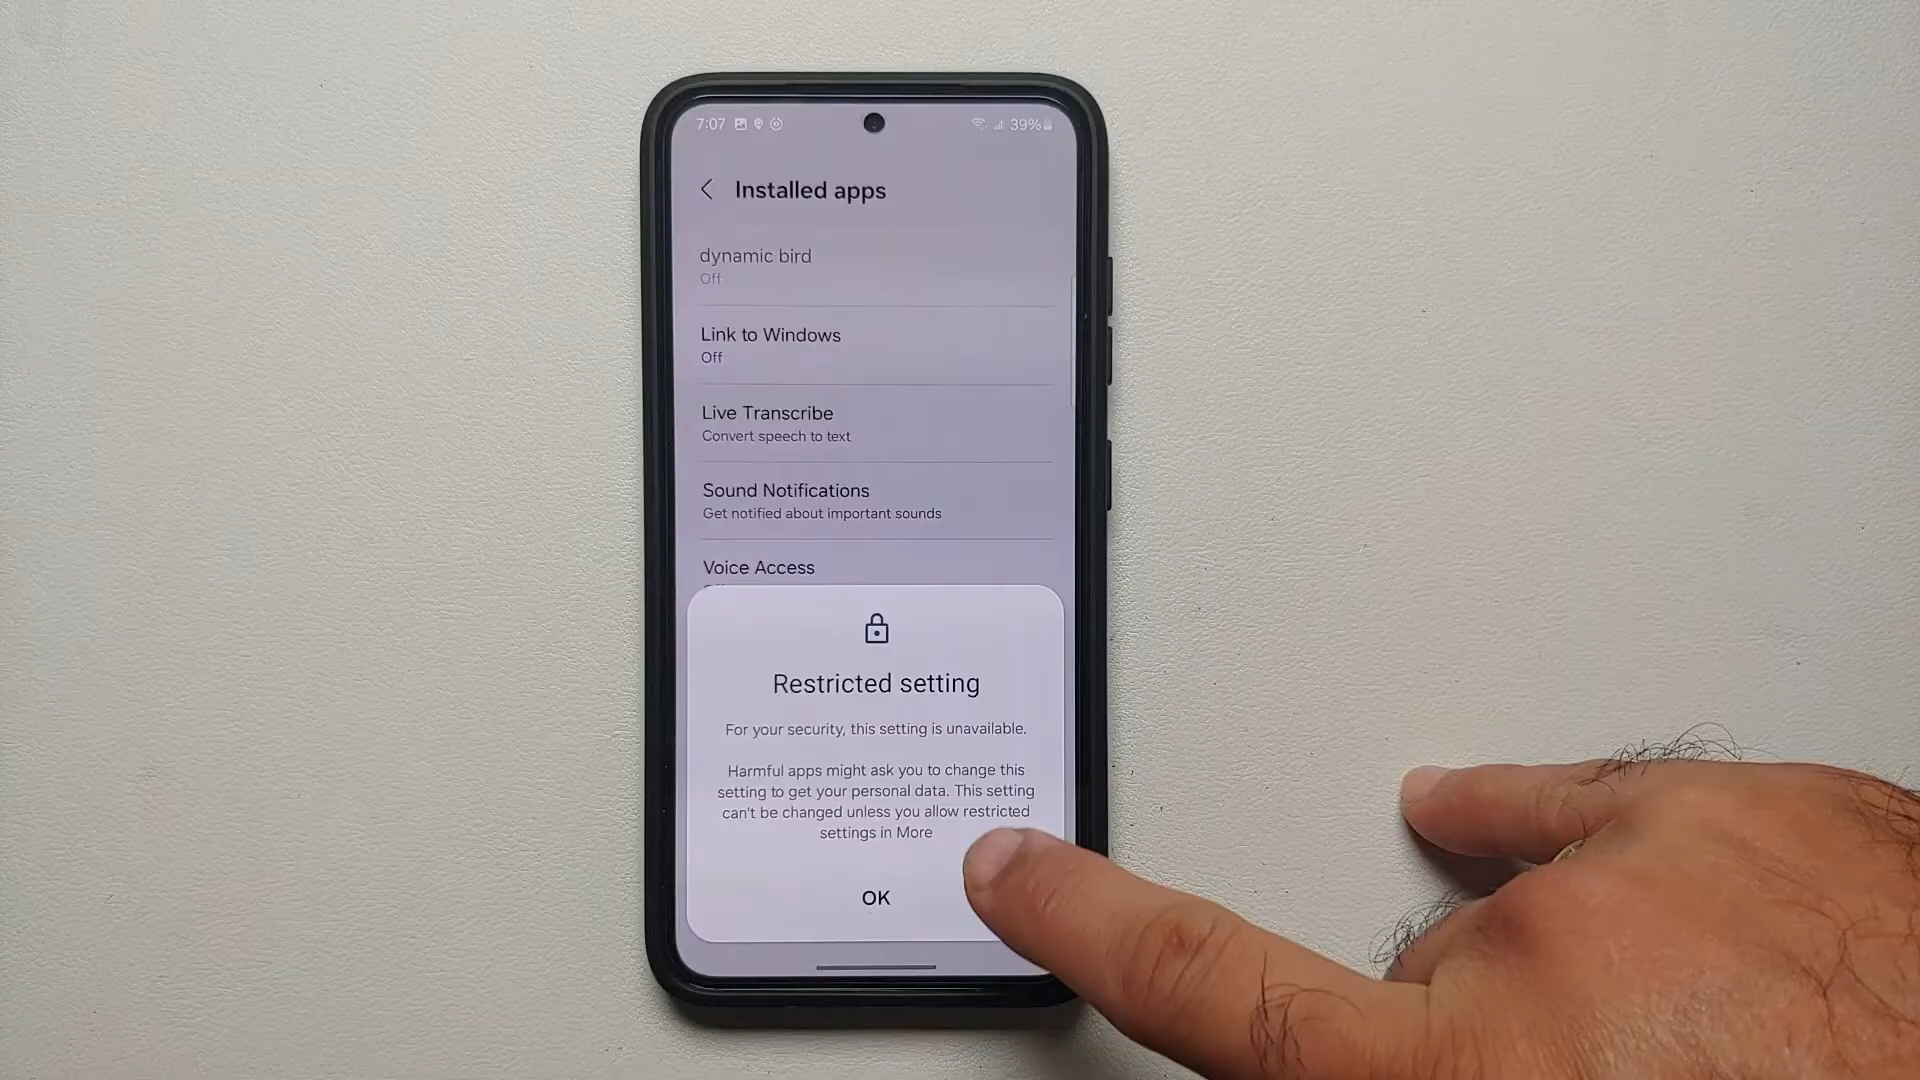 7:07 39%
Installed apps
dynamic bird
Off
Link to Windows
Off
Live Transcribe
Convert speech to text
Sound Notifications
Get notified about important sounds
Voice Access
Restricted setting
For your security, this setting is unavailable.
Harmful apps might ask you to change this
setting to get your personal data. This setting
can't be changed unless you allow restricted
settings in More
OK